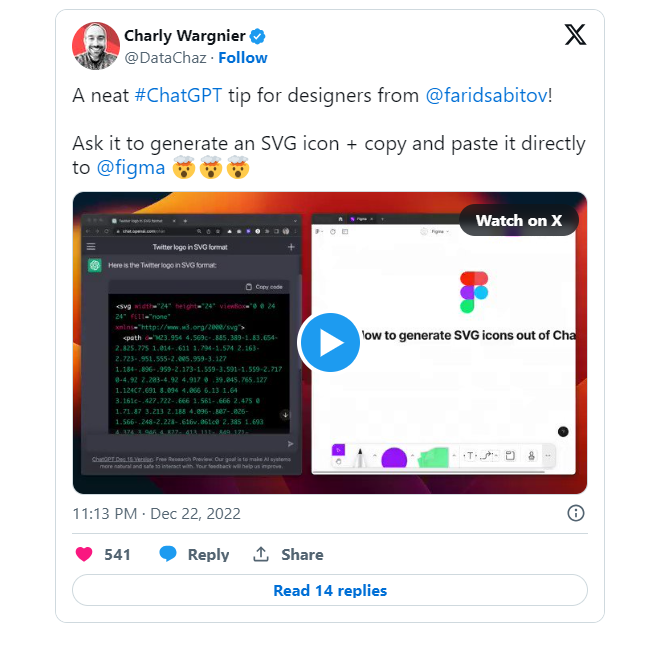 Charly Wargnier
@DataChaz · Follow
A neat #ChatGPT tip for designers from @faridsabitov!
Ask it to generate an SVG icon + copy and paste it directly
to @figma 🤯🤯🤯
Watch on X
Twitter logo in SVG format
chat.openai.com/chat
Twitter logo in SVG format
Here is the Twitter logo in SVG format:
Copy code
<svg width="24" height="24" viewBox="0 0 24
24" fill="none"
xmlns="http://www.w3.org/2000/svg">
<path d="M23.954 4.569c-.885.389-1.83.654-
2.825.775 1.014-.611 1.794-1.574 2.163-
2.723-.951.555-2.005.959-3.127
1.184-.896-.959-2.173-1.559-3.591-1.559-2.717
0-4.92 2.203-4.92 4.917 0 .39.045.765.127
1.124C7.691 8.094 4.066 6.13 1.64
3.161c-.427.722-.666 1.561-.666 2.475 0
1.71.87 3.213 2.188 4.096-.807-.026-
1.566-.248-2.228-.616v.061c0 2.385 1.693
ChatGPT Dec 15 Version. Free Research Preview. Our goal is to make AI systems
more natural and safe to interact with. Your feedback will help us improve.
Figma
Figma
How to generate SVG icons out of Cha
11:13 PM · Dec 22, 2022
541
Reply
Share
Read 14 replies